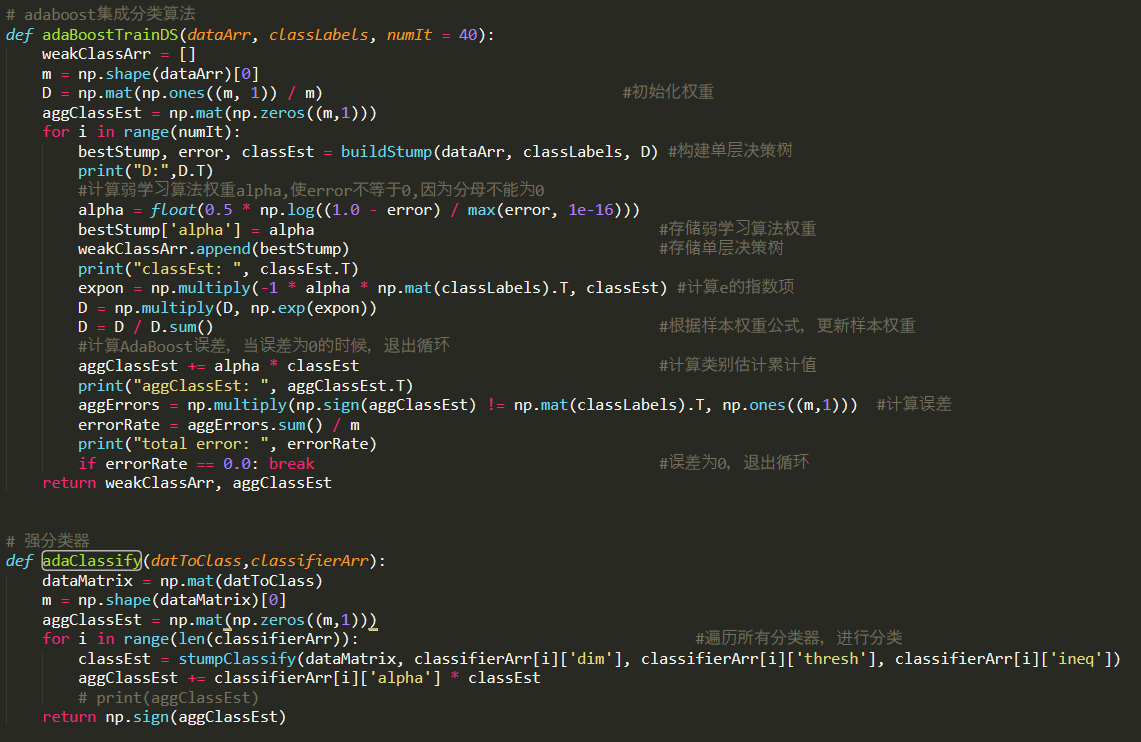 # adaboost集成分类算法
def adaBoostTrainDS(dataArr, classLabels, numIt = 40):
    weakClassArr = []
    m = np.shape(dataArr)[0]
    D = np.mat(np.ones((m, 1)) / m) #初始化权重
    aggClassEst = np.mat(np.zeros((m,1)))
    for i in range(numIt):
        bestStump, error, classEst = buildStump(dataArr, classLabels, D) #构建单层决策树
        print("D:",D.T)
        #计算弱学习算法权重alpha,使error不等于0,因为分母不能为0
        alpha = float(0.5 * np.log((1.0 - error) / max(error, 1e-16)))
        bestStump['alpha'] = alpha #存储弱学习算法权重
        weakClassArr.append(bestStump) #存储单层决策树
        print("classEst: ", classEst.T)
        expon = np.multiply(-1 * alpha * np.mat(classLabels).T, classEst) #计算e的指数项
        D = np.multiply(D, np.exp(expon))
        D = D / D.sum() #根据样本权重公式，更新样本权重
        #计算AdaBoost误差，当误差为0的时候，退出循环
        aggClassEst += alpha * classEst #计算类别估计累计值
        print("aggClassEst: ", aggClassEst.T)
        aggErrors = np.multiply(np.sign(aggClassEst) != np.mat(classLabels).T, np.ones((m,1))) #计算误差
        errorRate = aggErrors.sum() / m
        print("total error: ", errorRate)
        if errorRate == 0.0: break #误差为0，退出循环
    return weakClassArr, aggClassEst
# 强分类器
def adaClassify(datToClass,classifierArr):
    dataMatrix = np.mat(datToClass)
    m = np.shape(dataMatrix)[0]
    aggClassEst = np.mat(np.zeros((m,1)))
    for i in range(len(classifierArr)): #遍历所有分类器，进行分类
        classEst = stumpClassify(dataMatrix, classifierArr[i]['dim'], classifierArr[i]['thresh'], classifierArr[i]['ineq'])
        aggClassEst += classifierArr[i]['alpha'] * classEst
        # print(aggClassEst)
    return np.sign(aggClassEst)